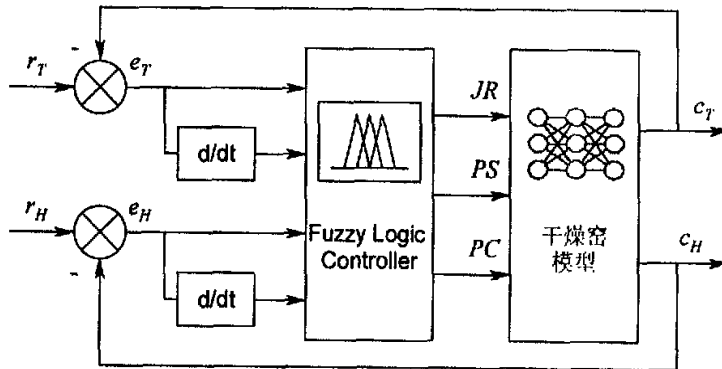 -
r_T
e_T
d/dt
r_H
e_H
-
d/dt
Fuzzy Logic
Controller
JR
PS
PC
干燥窑
模型
c_T
c_H